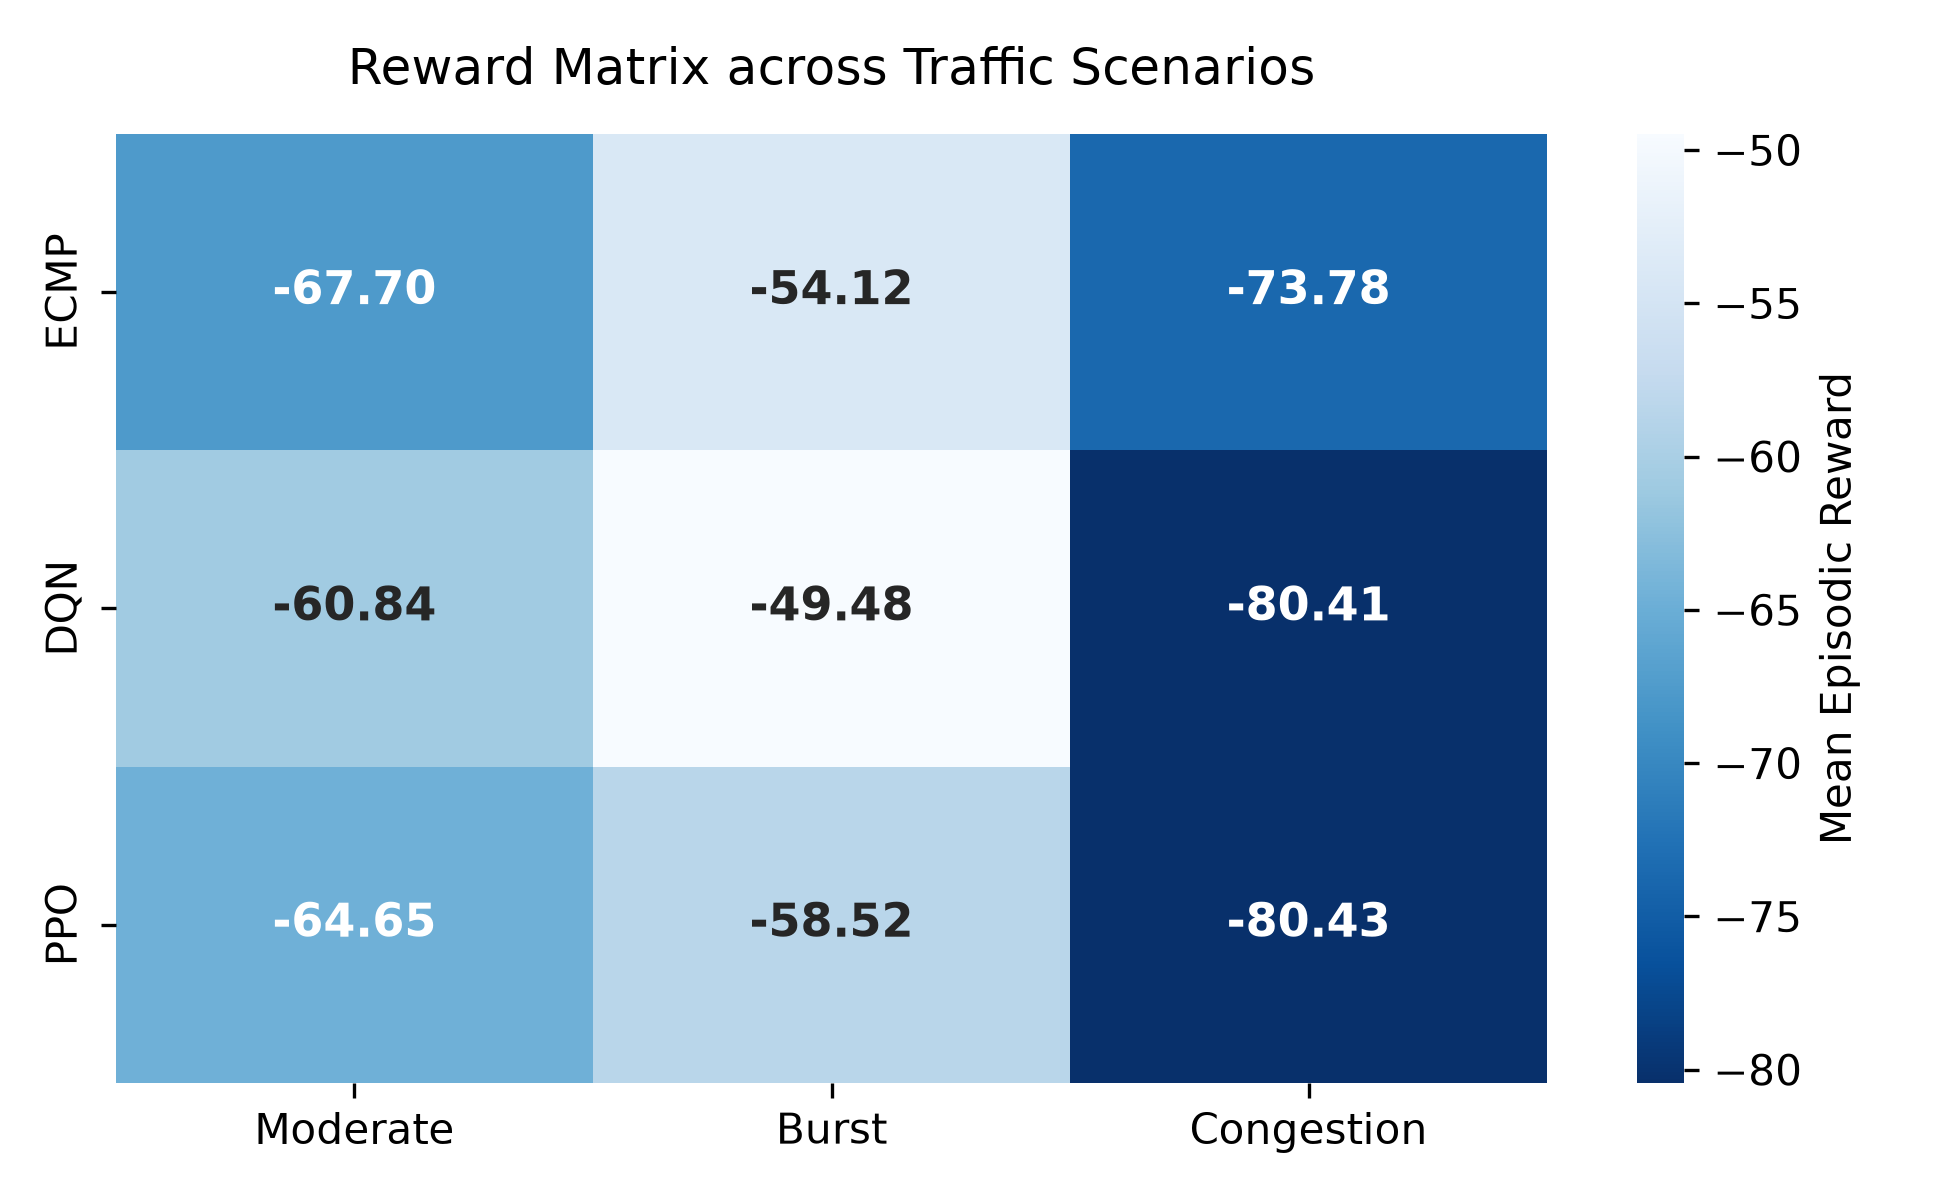 Reward Matrix across Traffic Scenarios
ECMP
-67.70
-54.12
-73.78
DQN
-60.84
-49.48
-80.41
PPO
-64.65
-58.52
-80.43
Moderate
Burst
Congestion
−50
−55
−60
−65
−70
−75
−80
Mean Episodic Reward